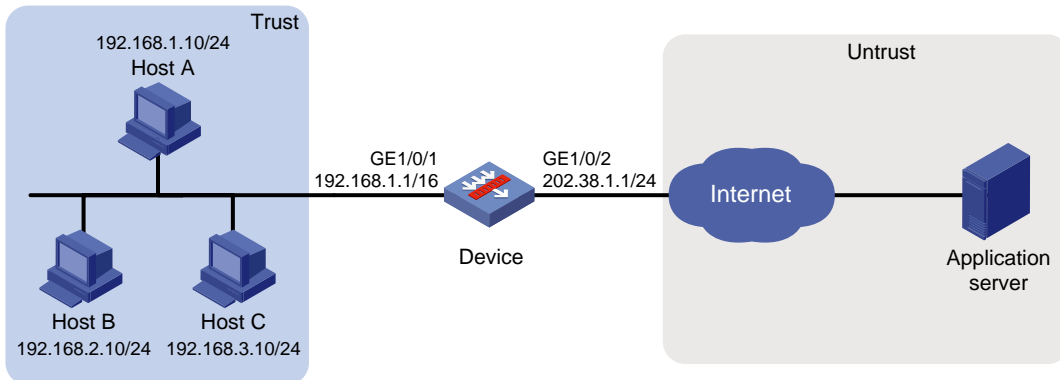 Trust
192.168.1.10/24
Host A
GE1/0/1
192.168.1.1/16
GE1/0/2
202.38.1.1/24
Device
Host B
192.168.2.10/24
Host C
192.168.3.10/24
Untrust
Internet
Application
server